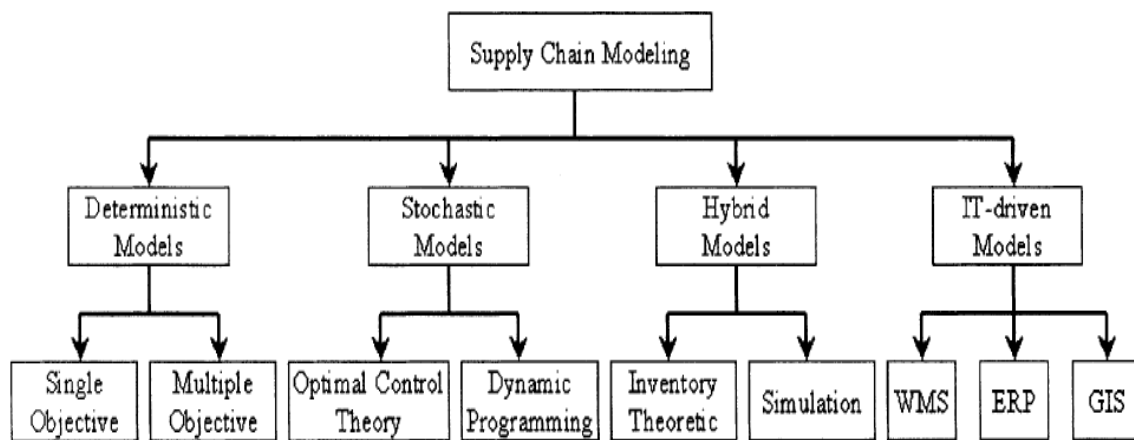 Supply Chain Modeling
Deterministic
Models
Stochastic
Models
Hybrid
Models
IT-driven
Models
Single
Objective
Multiple
Objective
Optimal Control
Theory
Dynamic
Programming
Inventory
Theoretic
Simulation
WMS
ERP
GIS